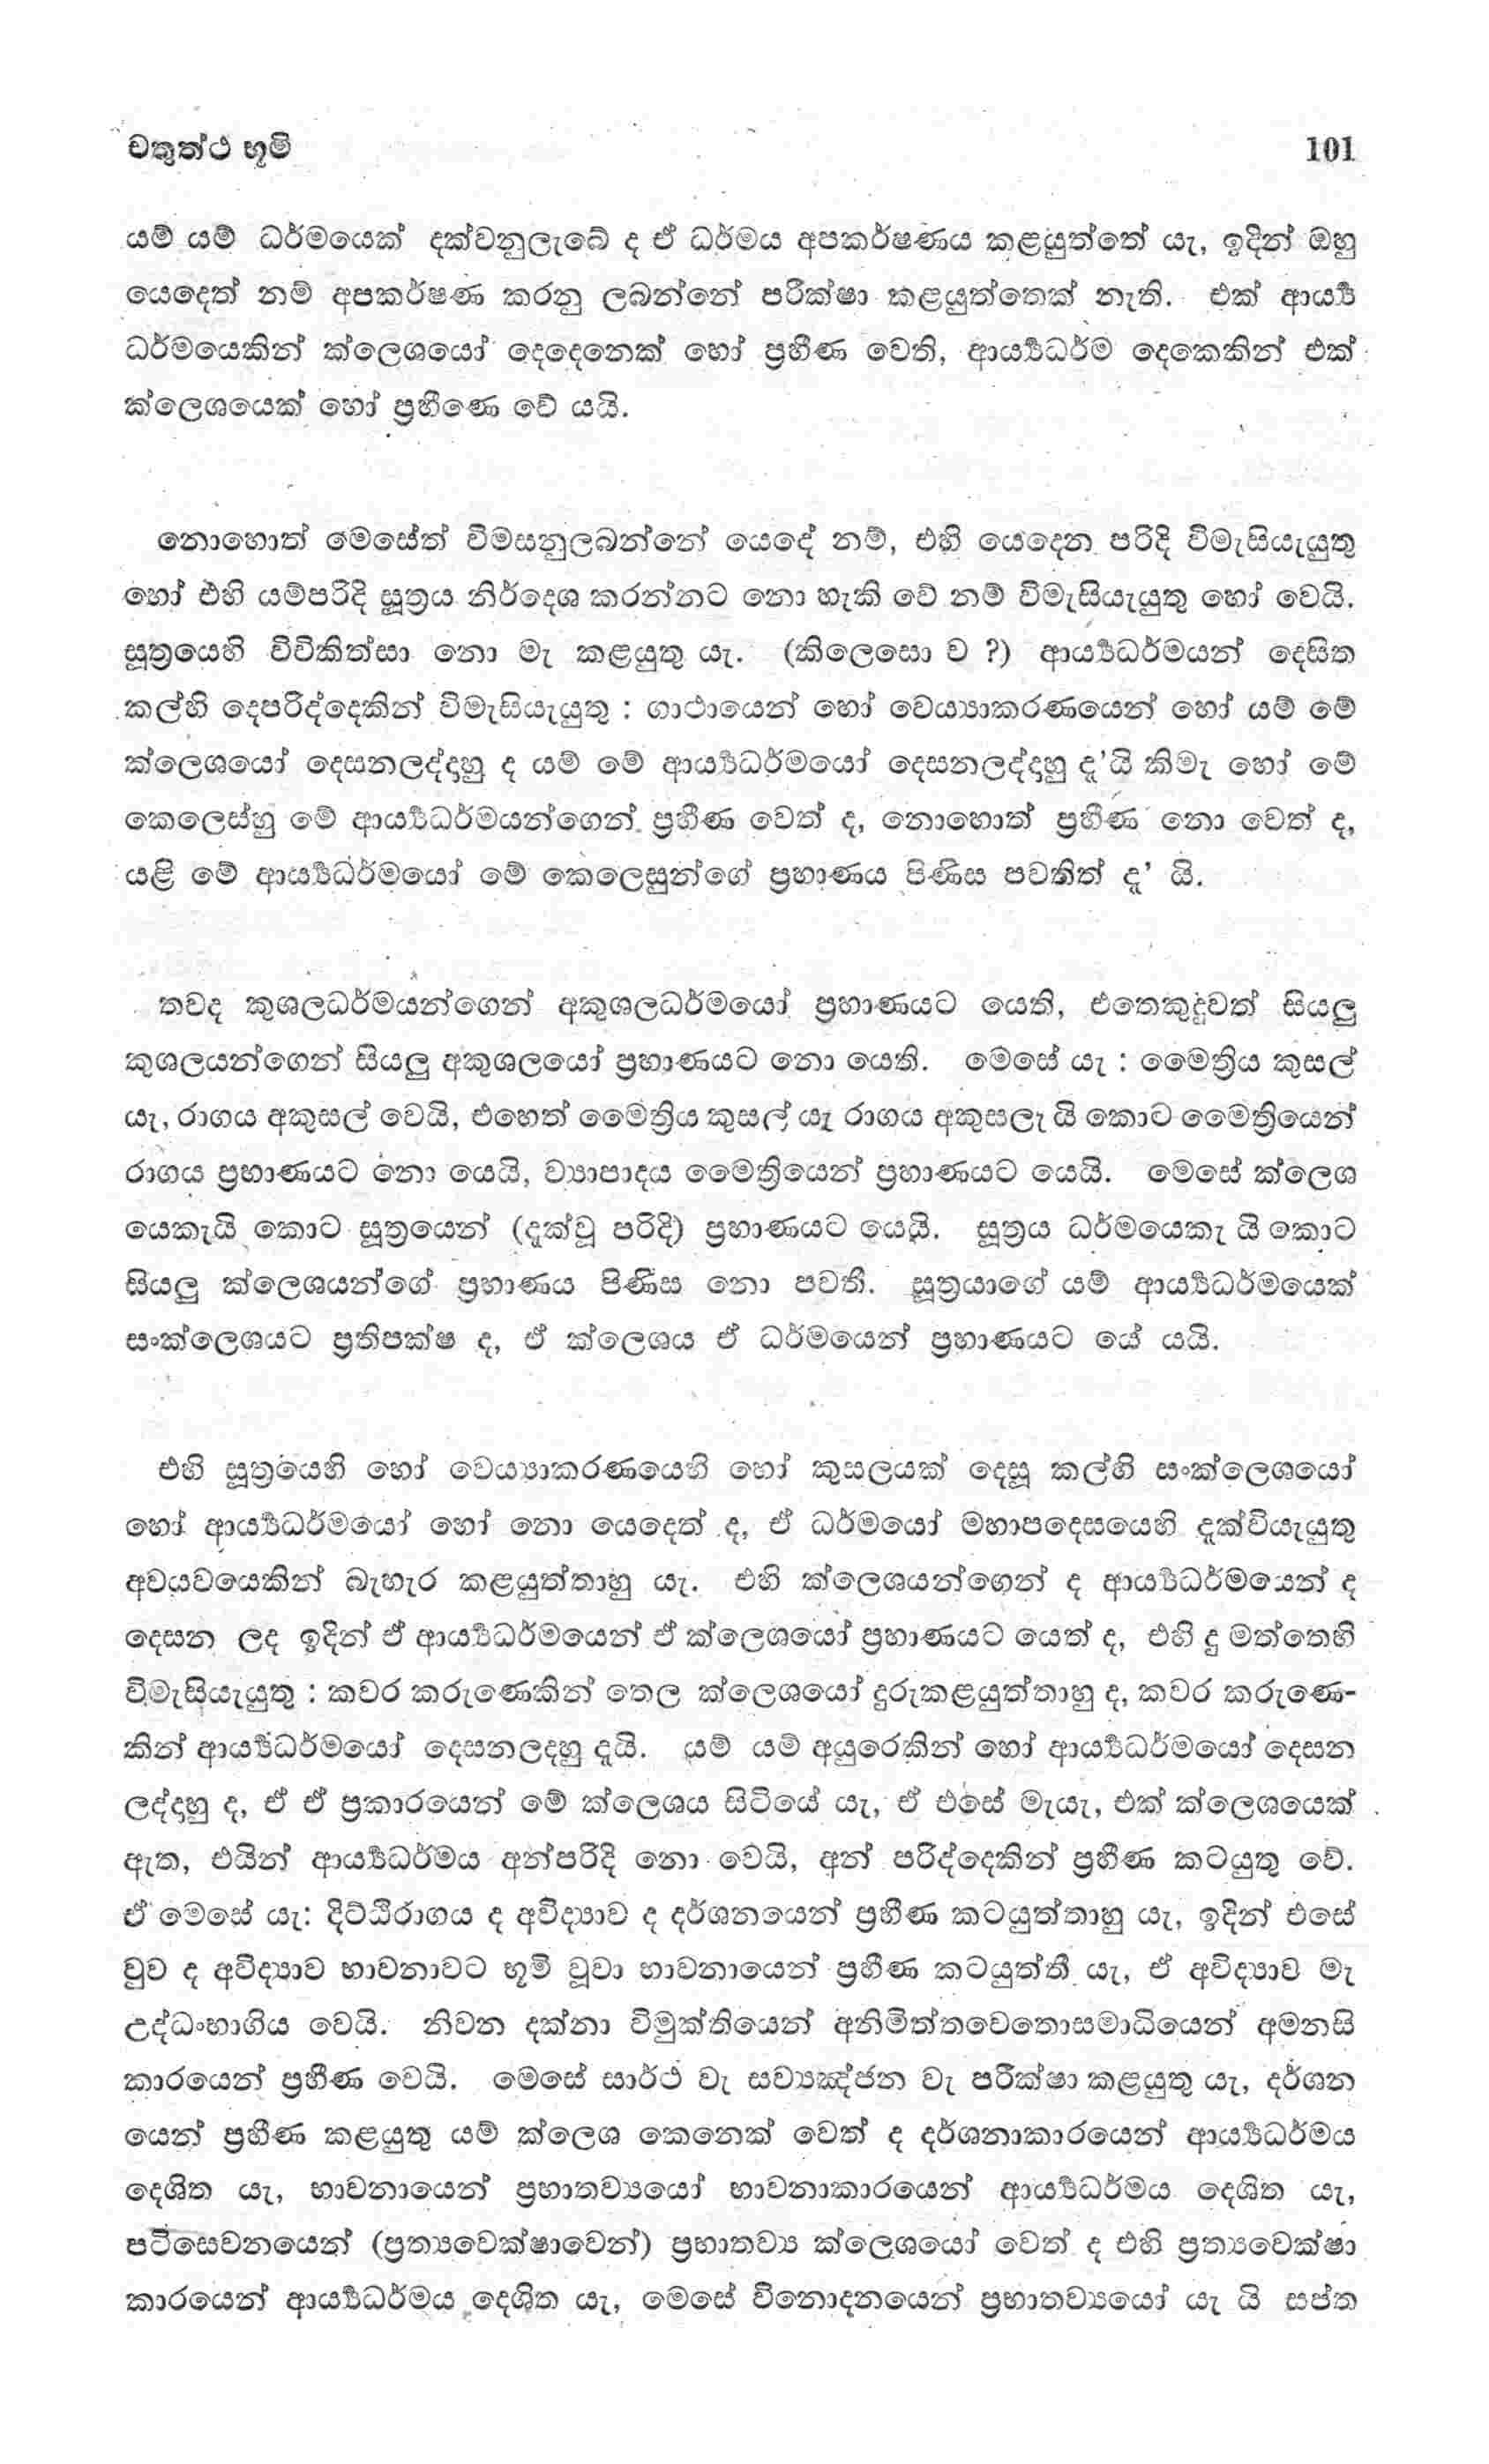 චතුත්ථ භූමි 101
යම් යම් ධර්මයෙක් දක්වනුලැබේ ද ඒ ධර්මය අපකර්ෂණය කළයුත්තේ යැ, ඉදින් ඔහු
යෙදෙත් නම් අපකර්ෂණ කරනු ලබන්නේ පරීක්ෂා කළයුත්තෙක් නැති. එක් ආර්‍ය්‍ය
ධර්මයෙකින් ක්ලෙශයෝ දෙදෙනෙක් හෝ ප්‍රහීණ වෙති, ආර්‍ය්‍යධර්ම දෙකෙකින් එක්
ක්ලෙශයෙක් හෝ ප්‍රහීණෙ වේ යයි.
නොහොත් මෙසේත් විමසනුලබන්නේ යෙදේ නම්, එහි යෙදෙන පරිදි විමැසියැයුතු
හෝ එහි යම්පරිදි සූත්‍රය නිර්දෙශ කරන්නට නො හැකි වේ නම් විමැසියැයුතු හෝ වෙයි.
සූත්‍රයෙහි විචිකිත්සා නො මැ කළයුතු යැ. (කිලෙසො ව ?) ආර්‍ය්‍යධර්මයන් දෙසිත
කල්හි දෙපරිද්දෙකින් විමැසියැයුතු : ගාථායෙන් හෝ වෙය්‍යාකරණයෙන් හෝ යම් මේ
ක්ලෙශයෝ දෙසනලද්දාහු ද යම් මේ ආර්‍ය්‍යධර්මයෝ දෙසනලද්දාහු දැ’යි කිමැ හෝ මේ
කෙලෙස්හු මේ ආර්‍ය්‍යධර්මයන්ගෙන් ප්‍රහීණ වෙත් ද, නොහොත් ප්‍රහීණ නො වෙත් ද,
යළි මේ ආර්‍ය්‍යධර්මයෝ මේ කෙලෙසුන්ගේ ප්‍රහාණය පිණිස පවතිත් දැ’ යි.
තවද කුශලධර්මයන්ගෙන් අකුශලධර්මයෝ ප්‍රහාණයට යෙති, එතෙකුදුවත් සියලු
කුශලයන්ගෙන් සියලු අකුශලයෝ ප්‍රහාණයට නො යෙති. මෙසේ යැ : මෛත්‍රිය කුසල්
යැ, රාගය අකුසල් වෙයි, එහෙත් මෛත්‍රිය කුසල් යැ රාගය අකුසලැ යි කොට මෛත්‍රියෙන්
රාගය ප්‍රහාණයට නො යෙයි, ව්‍යාපාදය මෛත්‍රියෙන් ප්‍රහාණයට යෙයි. මෙසේ ක්ලෙශ
යෙකැයි කොට සූත්‍රයෙන් (දැක්වූ පරිදි) ප්‍රහාණයට යෙයි. සූත්‍රය ධර්මයෙකැ යි කොට
සියලු ක්ලෙශයන්ගේ ප්‍රහාණය පිණිස නො පවතී. සූත්‍රයාගේ යම් ආර්‍ය්‍යධර්මයෙක්
සංක්ලෙශයට ප්‍රතිපක්ෂ ද, ඒ ක්ලෙශය ඒ ධර්මයෙන් ප්‍රහාණයට යේ යයි.
එහි සූත්‍රයෙහි හෝ වෙය්‍යාකරණයෙහි හෝ කුසලයක් දෙසූ කල්හි සංක්ලෙශයෝ
හෝ ආර්‍ය්‍යධර්මයෝ හෝ නො යෙදෙත් ද, ඒ ධර්මයෝ මහාපදෙසයෙහි දැක්වියැයුතු
අවයවයෙකින් බැහැර කළයුත්තාහු යැ. එහි ක්ලෙශයන්ගෙන් ද ආර්‍ය්‍යධර්මයෙන් ද
දෙසන ලද ඉදින් ඒ ආර්‍ය්‍යධර්මයෙන් ඒ ක්ලෙශයෝ ප්‍රහාණයට යෙත් ද, එහි දු මත්තෙහි
විමැසියැයුතු : කවර කරුණෙකින් තෙල ක්ලෙශයෝ දුරුකළයුත්තාහු ද, කවර කරුණෙ-
කින් ආර්‍ය්‍යධර්මයෝ දෙසනලදහු දැයි. යම් යම් අයුරෙකින් හෝ ආර්‍ය්‍යධර්මයෝ දෙසන
ලද්දාහු ද, ඒ ඒ ප්‍රකාරයෙන් මේ ක්ලෙශය සිටියේ යැ, ඒ එසේ මැයැ, එක් ක්ලෙශයෙක්
ඇත, එයින් ආර්‍ය්‍යධර්මය අන්පරිදි නො වෙයි, අන් පරිද්දෙකින් ප්‍රහීණ කටයුතු වේ.
ඒ මෙසේ යැ: දිට්ඨිරාගය ද අවිද්‍යාව ද දර්ශනයෙන් ප්‍රහීණ කටයුත්තාහු යැ, ඉදින් එසේ
වුව ද අවිද්‍යාව භාවනාවට භූමි වූවා භාවනායෙන් ප්‍රහීණ කටයුත්තී යැ, ඒ අවිද්‍යාව මැ
උද්ධංභාගිය වෙයි. නිවන දක්නා විමුක්තියෙන් අනිමිත්තචෙතොසමාධියෙන් අමනසි
කාරයෙන් ප්‍රහීණ වෙයි. මෙසේ සාර්ථ වැ සව්‍යඤ්ජන වැ පරීක්ෂා කළයුතු යැ, දර්ශන
යෙන් ප්‍රහීණ කළයුතු යම් ක්ලෙශ කෙනෙක් වෙත් ද දර්ශනාකාරයෙන් ආර්‍ය්‍යධර්මය
දෙශිත යැ, භාවනායෙන් ප්‍රහාතව්‍යයෝ භාවනාකාරයෙන් ආර්‍ය්‍යධර්මය දෙශිත යැ,
පටිසෙවනයෙන් (ප්‍රත්‍යවෙක්ෂාවෙන්) ප්‍රහාතව්‍ය ක්ලෙශයෝ වෙත් ද එහි ප්‍රත්‍යවෙක්ෂා
කාරයෙන් ආර්‍ය්‍යධර්මය දෙශිත යැ, මෙසේ විනොදනයෙන් ප්‍රහාතව්‍යයෝ යැ යි සප්ත